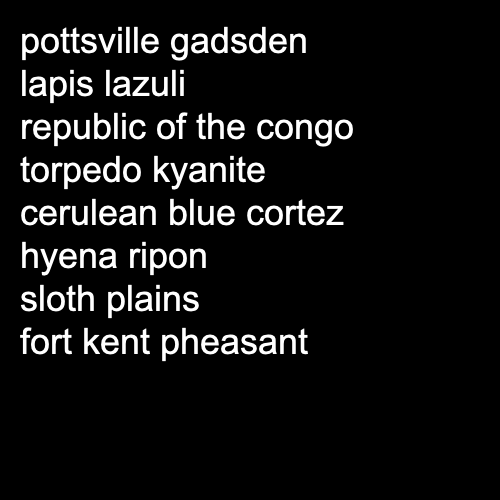 pottsville gadsden
lapis lazuli
republic of the congo
torpedo kyanite
cerulean blue cortez
hyena ripon
sloth plains
fort kent pheasant